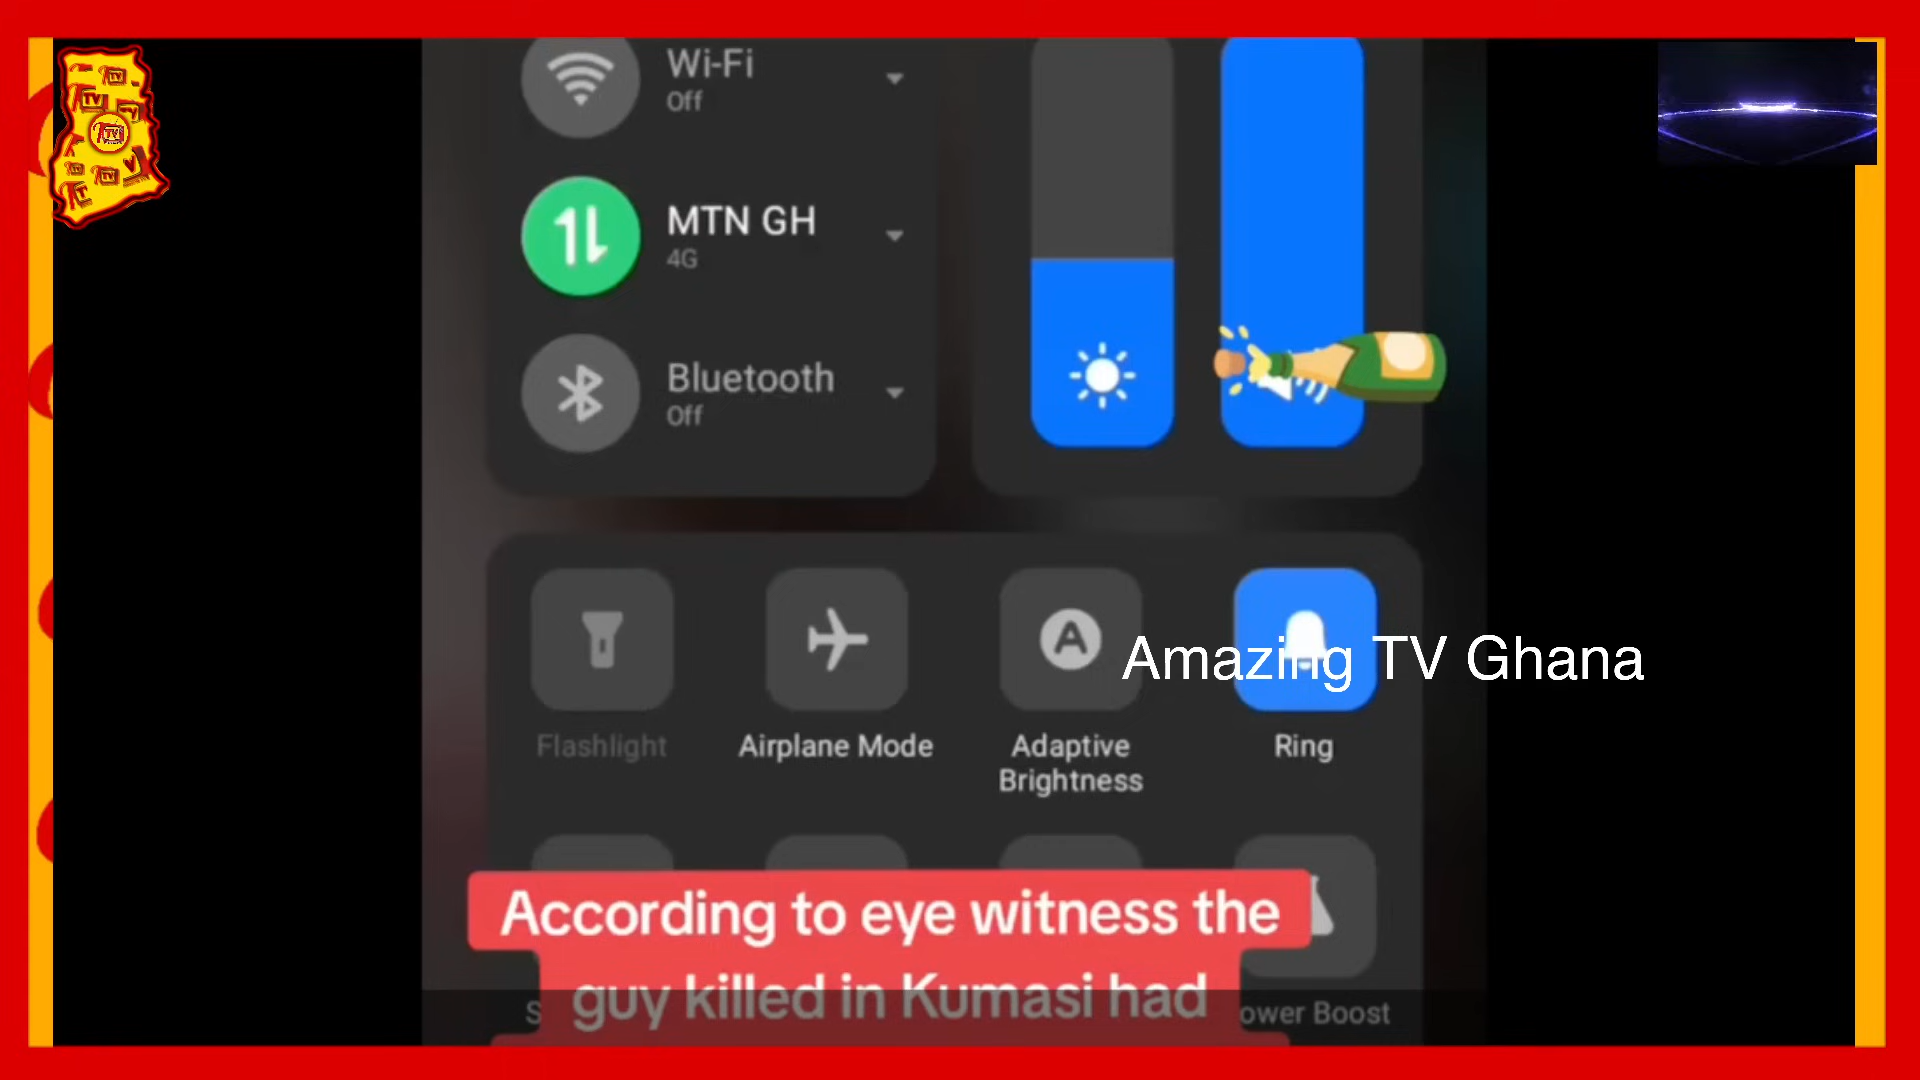 Wi-Fi
Off
MTN GH
4G
Bluetooth
Off
Amazing TV Ghana
Flashlight
Airplane Mode
Adaptive
Brightness
Ring
According to eye witness the
guy killed in Kumasi had
ower Boost
TV